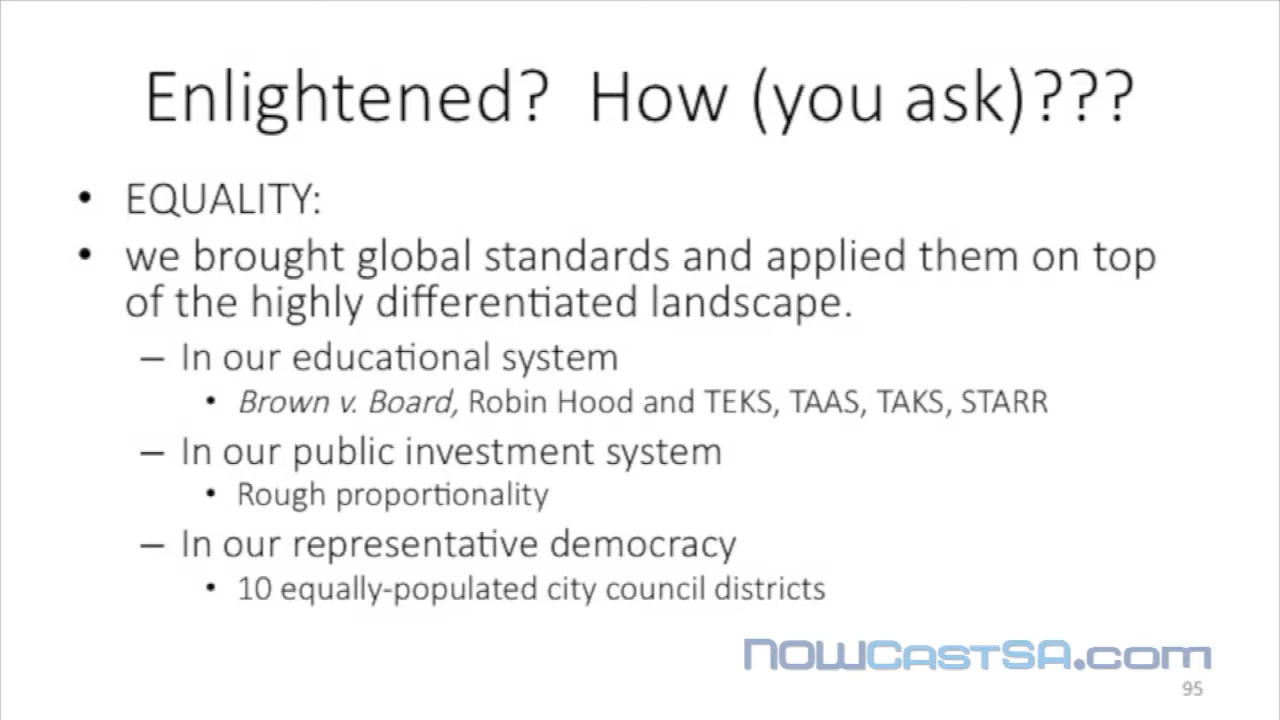 Enlightened? How (you ask)???
• EQUALITY:
• we brought global standards and applied them on top
of the highly differentiated landscape.
– In our educational system
• Brown v. Board, Robin Hood and TEKS, TAAS, TAKS, STARR
– In our public investment system
• Rough proportionality
– In our representative democracy
• 10 equally-populated city council districts
NOWCastSA.com
95